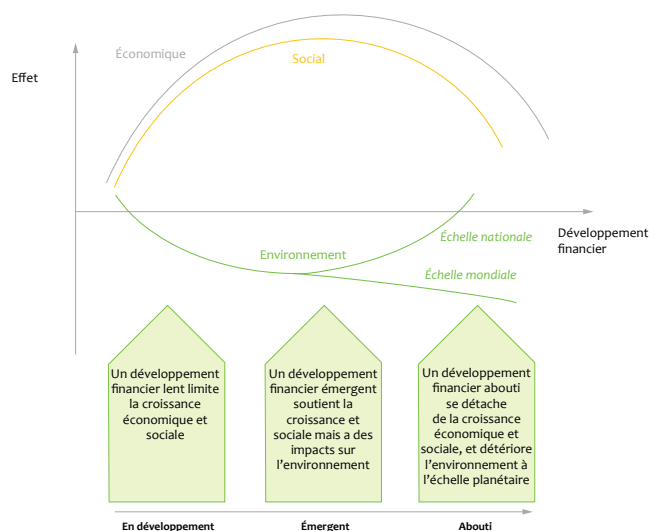 Économique
Effet
Social
Échelle nationale
Développement
financier
Environnement
Échelle mondiale
Un développement
financier lent limite
la croissance
économique et
sociale
Un développement
financier émergent
soutient la
croissance et
sociale mais a des
impacts sur
l’environnement
Un développement
financier abouti
se détache
de la croissance
économique et
sociale, et détériore
l’environnement à
l’échelle planétaire
En développement
Émergent
Abouti